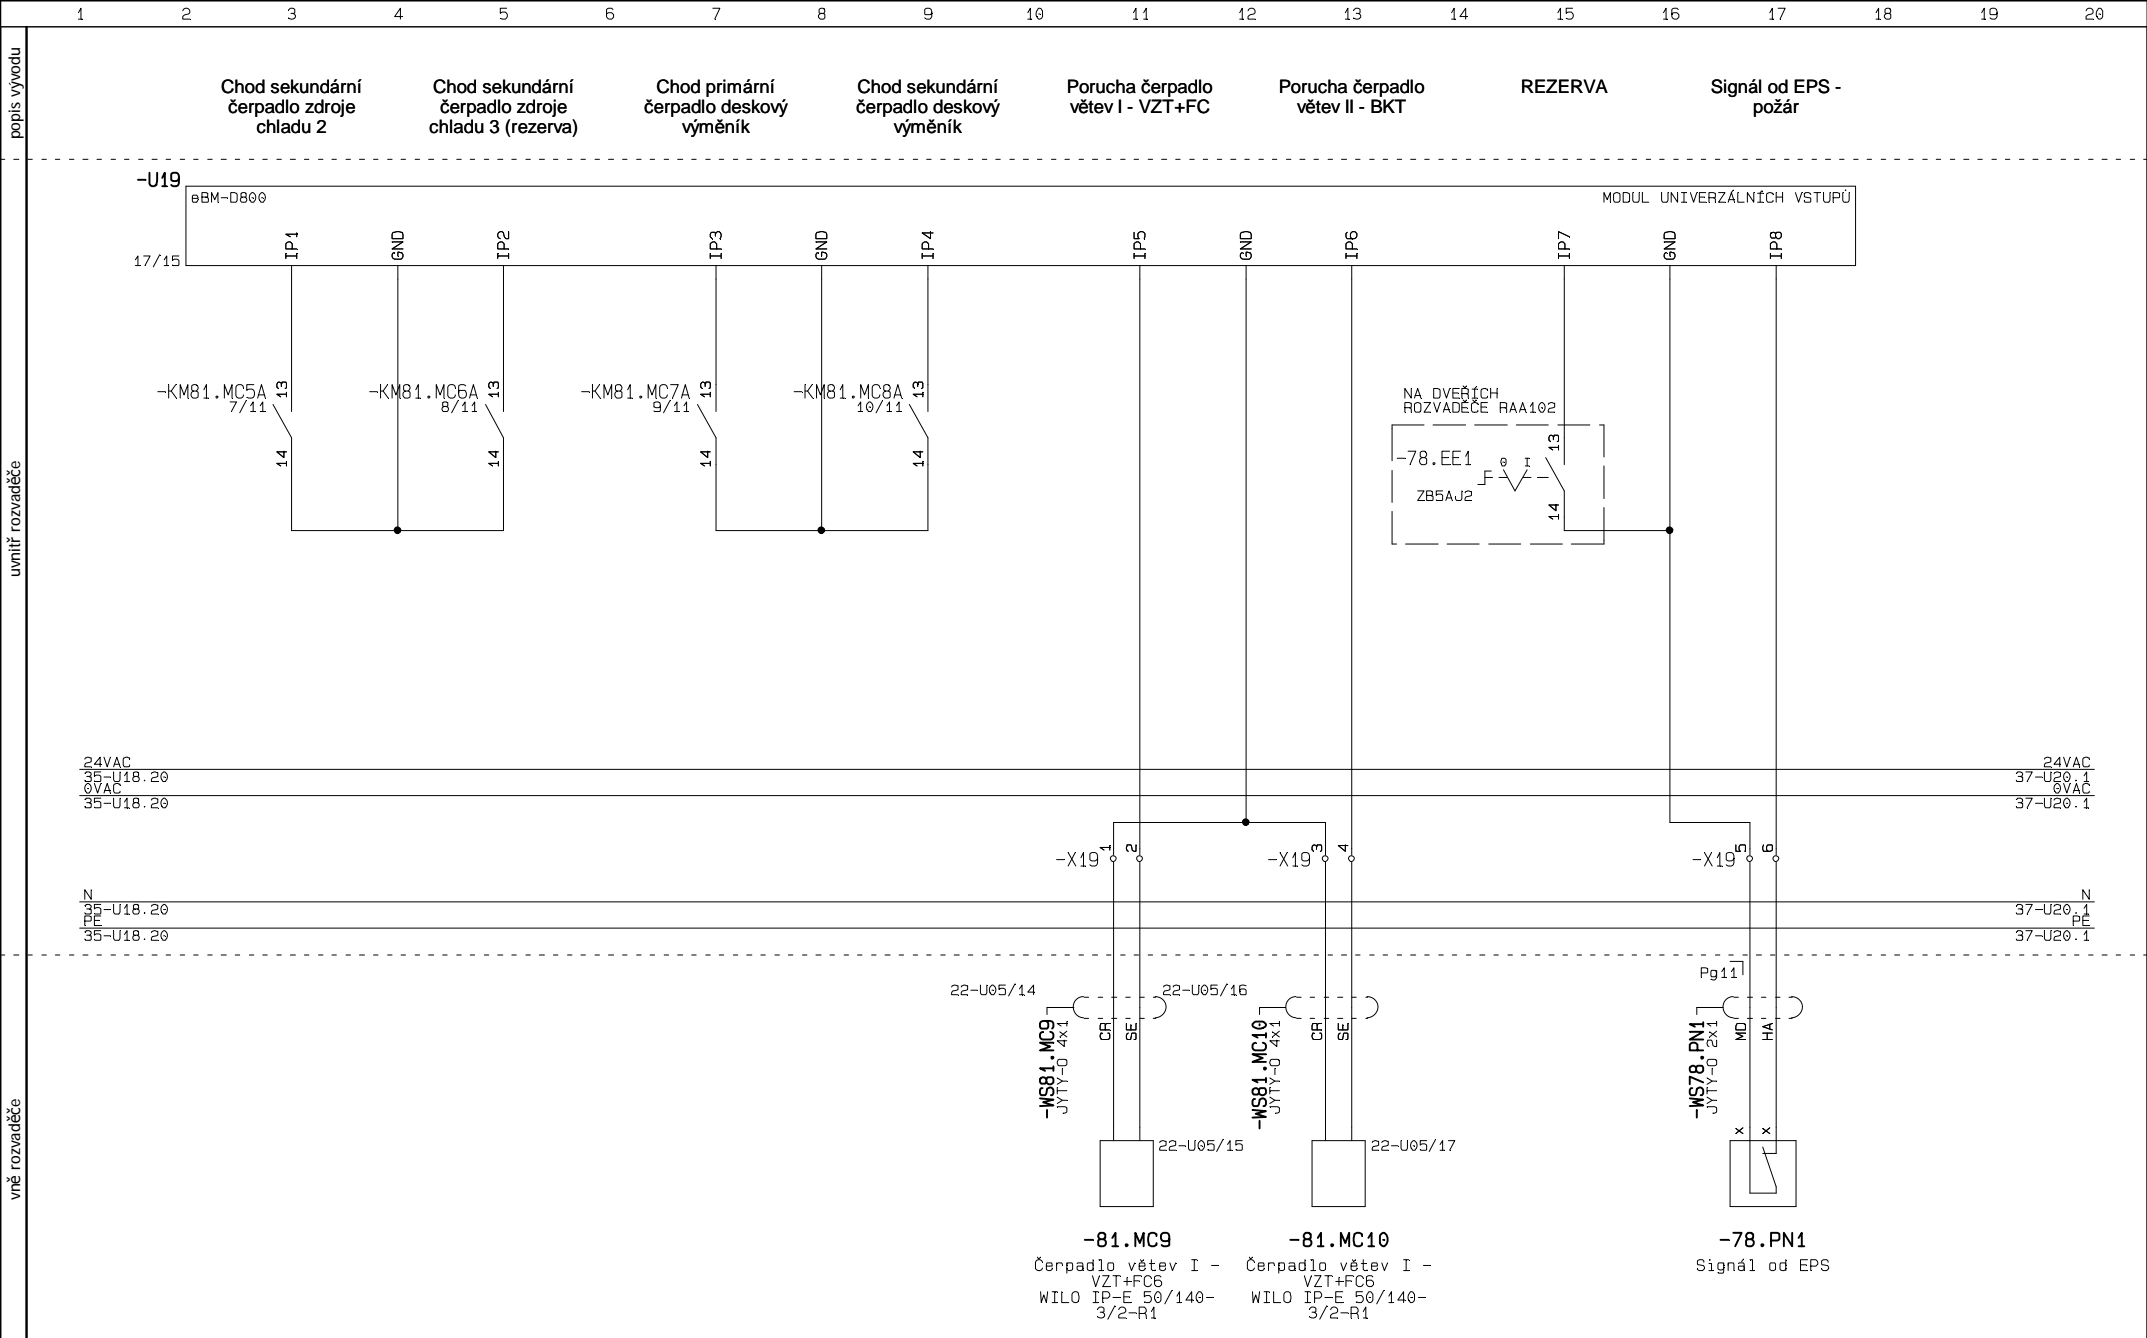 1 2 3 4 5 6 7 8 9 10 11 12 13 14 15 16 17 18 19 20
popis vývodu
Chod sekundární
čerpadlo zdroje
chladu 2
Chod sekundární
čerpadlo zdroje
chladu 3 (rezerva)
Chod primární
čerpadlo deskový
výměník
Chod sekundární
čerpadlo deskový
výměník
Porucha čerpadlo
větev I - VZT+FC
Porucha čerpadlo
větev II - BKT
REZERVA
Signál od EPS -
požár
uvnitř rozvaděče
-U19
eBM-D800
MODUL UNIVERZÁLNÍCH VSTUPŮ
17/15
IP1 GND IP2 IP3 GND IP4 IP5 GND IP6 IP7 GND IP8
-KM81.MC5A 13
7/11
14
-KM81.MC6A 13
8/11
14
-KM81.MC7A 13
9/11
14
-KM81.MC8A 13
10/11
14
NA DVEŘÍCH
ROZVADĚČE RAA102
13
-78.EE1 0 I
ZB5AJ2
14
24VAC
35-U18.20
0VAC
35-U18.20
24VAC
37-U20.1
0VAC
37-U20.1
-X19 1 2
-X19 3 4
-X19 5 6
N
35-U18.20
PE
35-U18.20
N
37-U20.1
PE
37-U20.1
vně rozvaděče
22-U05/14
-WS81.MC9
JYTY-O 4x1
CR SE
22-U05/15
-81.MC9
Čerpadlo větev I -
VZT+FC6
WILO IP-E 50/140-
3/2-R1
22-U05/16
-WS81.MC10
JYTY-O 4x1
CR SE
22-U05/17
-81.MC10
Čerpadlo větev I -
VZT+FC6
WILO IP-E 50/140-
3/2-R1
Pg11
-WS78.PN1
JYTY-O 2x1
MD HA
x x
-78.PN1
Signál od EPS